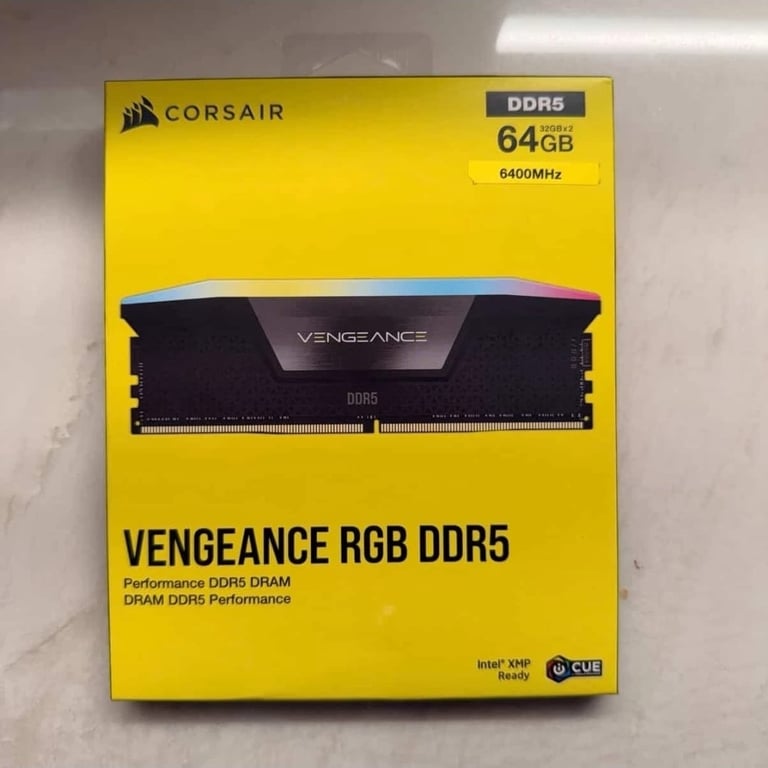 CORSAIR
DDR5
32GBx2
64GB
6400MHz
VENGEANCE
DDR5
VENGEANCE RGB DDR5
Performance DDR5 DRAM
DRAM DDR5 Performance
Intel® XMP
Ready
iCUE